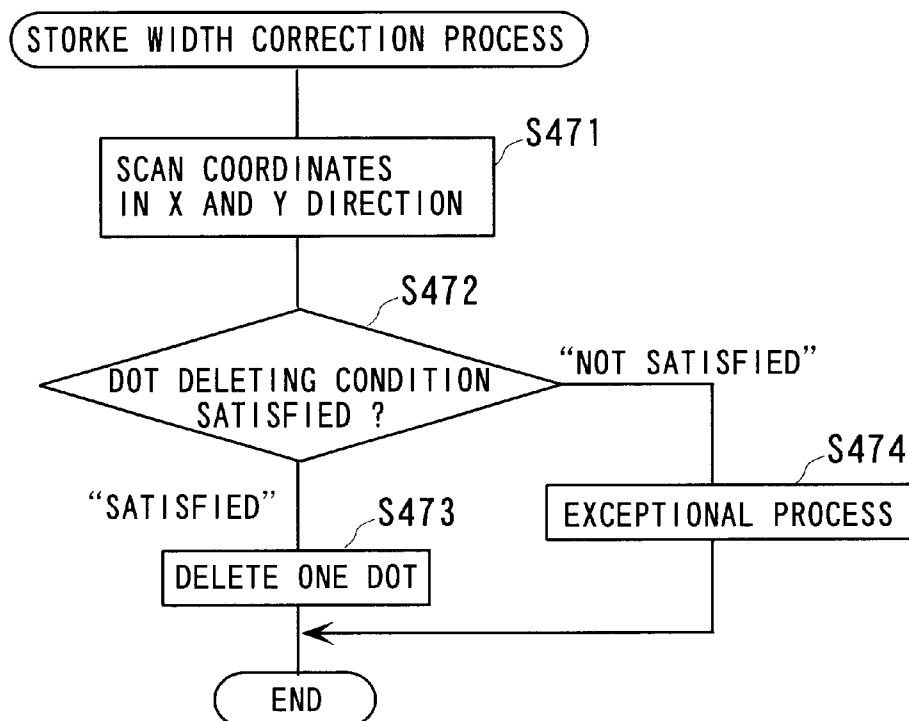 STORKE WIDTH CORRECTION PROCESS
S471
SCAN COORDINATES
IN X AND Y DIRECTION
S472
DOT DELETING CONDITION
SATISFIED ?
“NOT SATISFIED”
“SATISFIED”
S473
DELETE ONE DOT
S474
EXCEPTIONAL PROCESS
END